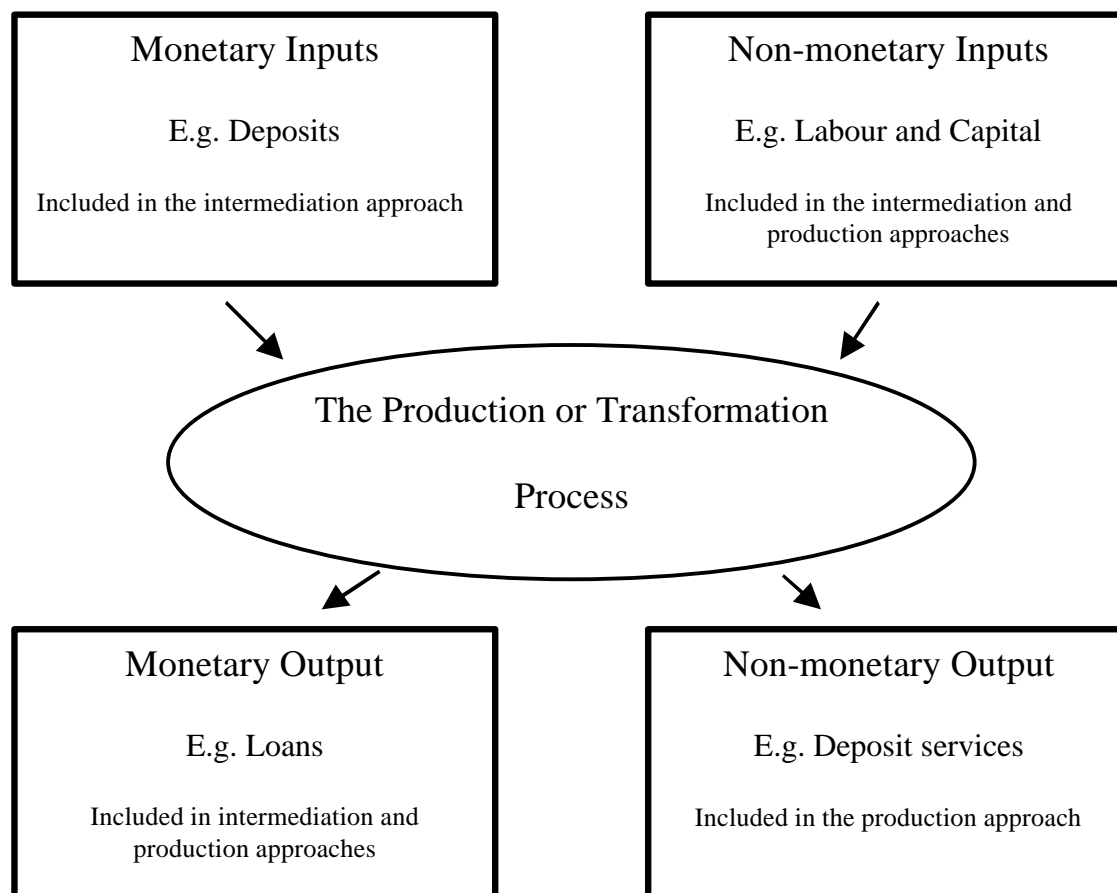 Monetary Inputs
E.g. Deposits
Included in the intermediation approach
Non-monetary Inputs
E.g. Labour and Capital
Included in the intermediation and
production approaches
The Production or Transformation
Process
Monetary Output
E.g. Loans
Included in intermediation and
production approaches
Non-monetary Output
E.g. Deposit services
Included in the production approach